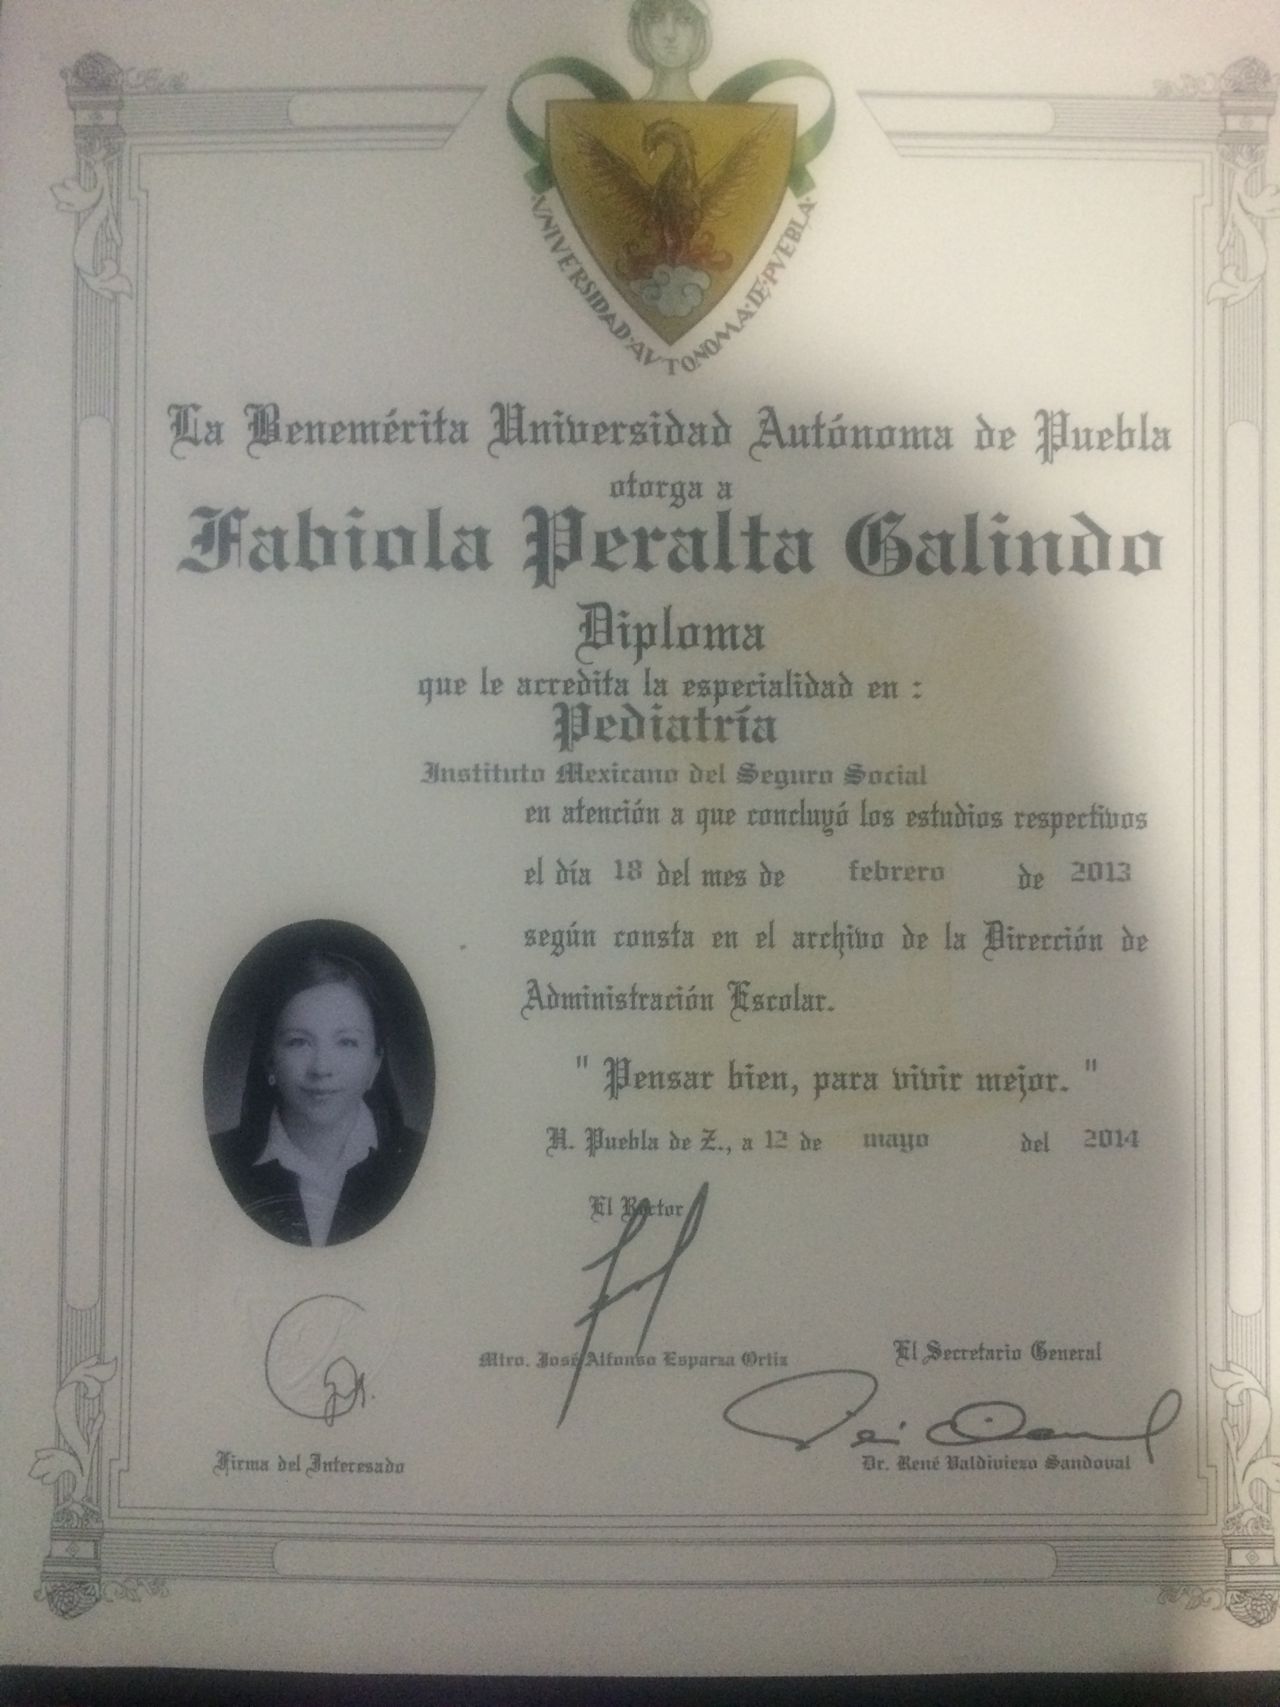 VNIVERSIDAD·AVTONOMA·DE·PVEBLA·
La Benemérita Universidad Autónoma de Puebla
otorga a
Fabiola Peralta Galindo
Diploma
que le acredita la especialidad en :
Pediatría
Instituto Mexicano del Seguro Social
en atención a que concluyó los estudios respectivos
el día 18 del mes de febrero de 2013
según consta en el archivo de la Dirección de
Administración Escolar.
" Pensar bien, para vivir mejor. "
H. Puebla de Z., a 12 de mayo del 2014
El Rector
Mtro. José Alfonso Esparza Ortiz
El Secretario General
Dr. René Valdiviezo Sandoval
Firma del Interesado